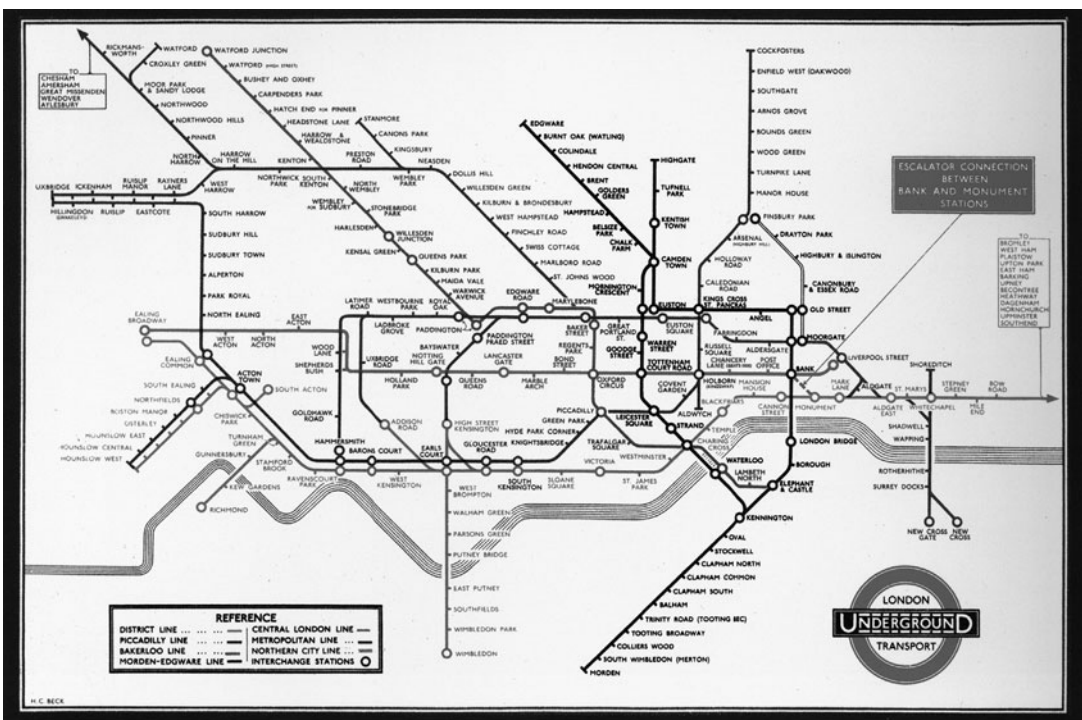 RICKMANS-
WORTH
WATFORD
CROXLEY GREEN
WATFORD JUNCTION
WATFORD (HIGH STREET)
BUSHEY AND OXHEY
CARPENDERS PARK
HATCH END FOR PINNER
HEADSTONE LANE
HARROW &
WEALDSTONE
TO
CHESHAM
AMERSHAM
GREAT MISSENDEN
WENDOVER
AYLESBURY
MOOR PARK
& SANDY LODGE
NORTHWOOD
NORTHWOOD HILLS
PINNER
NORTH
HARROW
HARROW
ON THE HILL
KENTON
PRESTON
ROAD
STANMORE
CANONS PARK
KINGSBURY
NEASDEN
NORTHWICK
PARK
SOUTH
KENTON
NORTH
WEMBLEY
WEMBLEY
PARK
WEMBLEY
FOR SUDBURY
STONEBRIDGE
PARK
HARLESDEN
WILLESDEN
JUNCTION
KENSAL GREEN
QUEENS PARK
KILBURN PARK
MAIDA VALE
WARWICK
AVENUE
DOLLIS HILL
WILLESDEN GREEN
KILBURN & BRONDESBURY
WEST HAMPSTEAD
FINCHLEY ROAD
SWISS COTTAGE
MARLBORO ROAD
ST. JOHNS WOOD
EDGWARE
BURNT OAK (WATLING)
COLINDALE
HENDON CENTRAL
BRENT
GOLDERS
GREEN
HAMPSTEAD
BELSIZE
PARK
CHALK
FARM
HIGHGATE
TUFNELL
PARK
KENTISH
TOWN
CAMDEN
TOWN
MORNINGTON
CRESCENT
COCKFOSTERS
ENFIELD WEST (OAKWOOD)
SOUTHGATE
ARNOS GROVE
BOUNDS GREEN
WOOD GREEN
TURNPIKE LANE
MANOR HOUSE
FINSBURY PARK
ARSENAL
(HIGHBURY HILL)
DRAYTON PARK
HOLLOWAY
ROAD
HIGHBURY & ISLINGTON
CALEDONIAN
ROAD
CANONBURY
& ESSEX ROAD
ESCALATOR CONNECTION
BETWEEN
BANK AND MONUMENT
STATIONS
TO
BROMLEY
WEST HAM
PLAISTOW
UPTON PARK
EAST HAM
BARKING
UPNEY
BECONTREE
HEATHWAY
DAGENHAM
HORNCHURCH
UPMINSTER
SOUTHEND
UXBRIDGE
ICKENHAM
RUISLIP
MANOR
RAYNERS
LANE
WEST
HARROW
HILLINGDON
RUISLIP
EASTCOTE
SOUTH HARROW
SUDBURY HILL
SUDBURY TOWN
ALPERTON
PARK ROYAL
NORTH EALING
EALING
BROADWAY
WEST
ACTON
NORTH
ACTON
EAST
ACTON
EALING
COMMON
SOUTH EALING
NORTHFIELDS
BOSTON MANOR
OSTERLEY
HOUNSLOW EAST
HOUNSLOW CENTRAL
HOUNSLOW WEST
ACTON
TOWN
SOUTH ACTON
CHISWICK
PARK
TURNHAM
GREEN
GUNNERSBURY
KEW GARDENS
RICHMOND
STAMFORD
BROOK
RAVENSCOURT
PARK
WOOD
LANE
SHEPHERDS
BUSH
GOLDHAWK
ROAD
HAMMERSMITH
BARONS COURT
WEST
KENSINGTON
LATIMER
ROAD
WESTBOURNE
PARK
ROYAL
OAK
LADBROKE
GROVE
UXBRIDGE
ROAD
HOLLAND
PARK
ADDISON
ROAD
PADDINGTON
PADDINGTON
PRAED STREET
EDGWARE
ROAD
MARYLEBONE
BAYSWATER
NOTTING
HILL GATE
LANCASTER
GATE
QUEENS
ROAD
MARBLE
ARCH
BOND
STREET
HIGH STREET
KENSINGTON
EARLS
COURT
GLOUCESTER
ROAD
SOUTH
KENSINGTON
KNIGHTSBRIDGE
HYDE PARK CORNER
GREEN PARK
PICCADILLY
BAKER
STREET
REGENTS
PARK
GREAT
PORTLAND
ST.
GOODGE
STREET
OXFORD
CIRCUS
EUSTON
EUSTON
SQUARE
WARREN
STREET
TOTTENHAM
COURT ROAD
KINGS CROSS
ST. PANCRAS
RUSSELL
SQUARE
COVENT
GARDEN
HOLBORN
ALDWYCH
LEICESTER
SQUARE
STRAND
TRAFALGAR
SQUARE
CHARING
CROSS
ANGEL
OLD STREET
FARRINGDON
ALDERSGATE
MOORGATE
CHANCERY
LANE
POST
OFFICE
BANK
LIVERPOOL STREET
BLACKFRIARS
MANSION
HOUSE
CANNON
STREET
MONUMENT
MARK
LANE
ALDGATE
ALDGATE
EAST
ST. MARYS
SHOREDITCH
WHITECHAPEL
STEPNEY
GREEN
MILE
END
BOW
ROAD
SHADWELL
WAPPING
ROTHERHITHE
SURREY DOCKS
NEW CROSS
GATE
NEW
CROSS
TEMPLE
WESTMINSTER
ST. JAMES
PARK
VICTORIA
SLOANE
SQUARE
WATERLOO
LAMBETH
NORTH
LONDON BRIDGE
BOROUGH
ELEPHANT
& CASTLE
KENNINGTON
OVAL
STOCKWELL
CLAPHAM NORTH
CLAPHAM COMMON
CLAPHAM SOUTH
BALHAM
TRINITY ROAD (TOOTING BEC)
TOOTING BROADWAY
COLLIERS WOOD
SOUTH WIMBLEDON (MERTON)
MORDEN
WEST
BROMPTON
WALHAM GREEN
PARSONS GREEN
PUTNEY BRIDGE
EAST PUTNEY
SOUTHFIELDS
WIMBLEDON PARK
WIMBLEDON
REFERENCE
DISTRICT LINE
PICCADILLY LINE
BAKERLOO LINE
MORDEN-EDGWARE LINE
CENTRAL LONDON LINE
METROPOLITAN LINE
NORTHERN CITY LINE
INTERCHANGE STATIONS
LONDON
UNDERGROUND
TRANSPORT
H.C. BECK